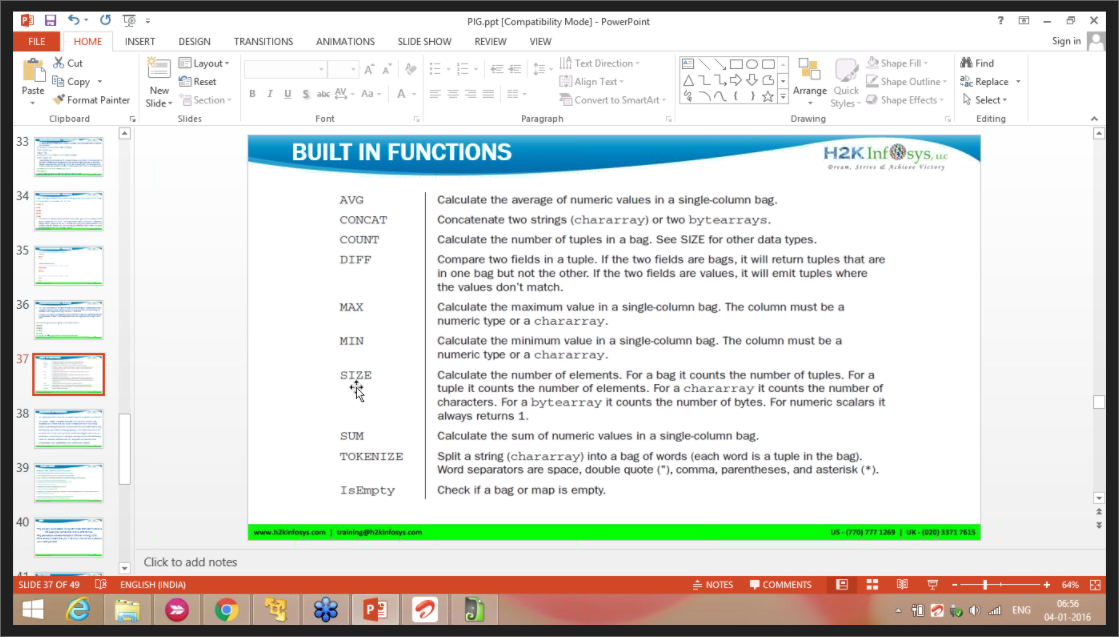 PIG.ppt [Compatibility Mode] - PowerPoint
FILE HOME INSERT DESIGN TRANSITIONS ANIMATIONS SLIDE SHOW REVIEW VIEW Sign in
Paste
Cut
Copy
Format Painter
Clipboard
New
Slide
Layout
Reset
Section
Slides
Font
Text Direction
Align Text
Convert to SmartArt
Paragraph
Arrange
Quick
Styles
Shape Fill
Shape Outline
Shape Effects
Drawing
Find
Replace
Select
Editing
33
34
35
36
37
38
39
40
BUILT IN FUNCTIONS
H2K Infosys, LLC
Dream, Strive & Achieve Victory
AVG Calculate the average of numeric values in a single-column bag.
CONCAT Concatenate two strings (chararray) or two bytearrays.
COUNT Calculate the number of tuples in a bag. See SIZE for other data types.
DIFF Compare two fields in a tuple. If the two fields are bags, it will return tuples that are
in one bag but not the other. If the two fields are values, it will emit tuples where
the values don't match.
MAX Calculate the maximum value in a single-column bag. The column must be a
numeric type or a chararray.
MIN Calculate the minimum value in a single-column bag. The column must be a
numeric type or a chararray.
SIZE Calculate the number of elements. For a bag it counts the number of tuples. For a
tuple it counts the number of elements. For a chararray it counts the number of
characters. For a bytearray it counts the number of bytes. For numeric scalars it
always returns 1.
SUM Calculate the sum of numeric values in a single-column bag.
TOKENIZE Split a string (chararray) into a bag of words (each word is a tuple in the bag).
Word separators are space, double quote ("), comma, parentheses, and asterisk (*).
IsEmpty Check if a bag or map is empty.
www.h2kinfosys.com | training@h2kinfosys.com US - (770) 777 1269 | UK - (020) 3371 7615
Click to add notes
SLIDE 37 OF 49 ENGLISH (INDIA) NOTES COMMENTS 64%
ENG
06:56
04-01-2016